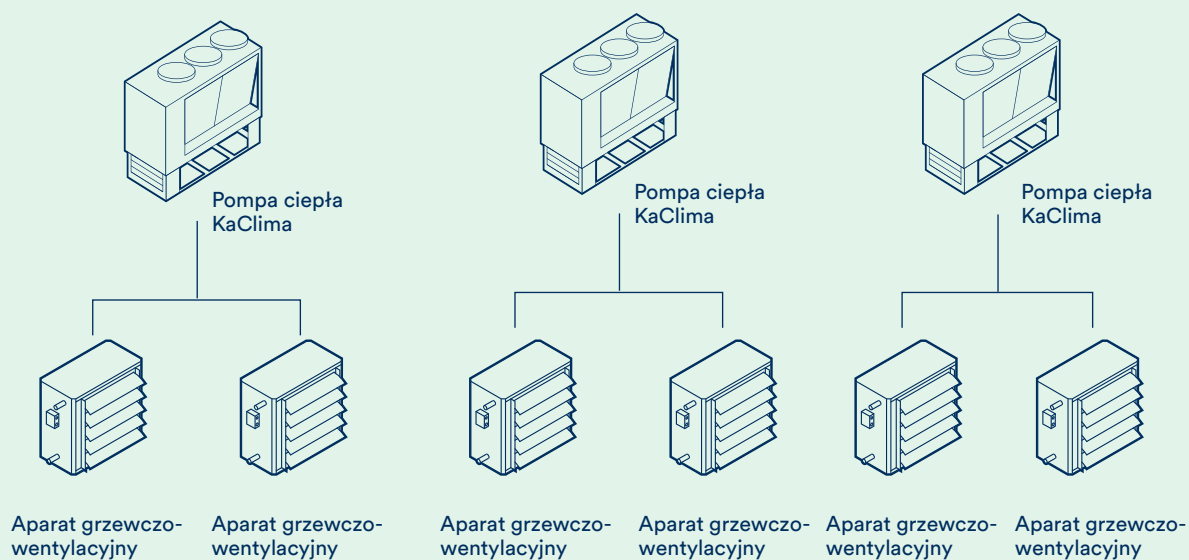 Pompa ciepła
KaClima
Pompa ciepła
KaClima
Pompa ciepła
KaClima
Aparat grzewczo-
wentylacyjny
Aparat grzewczo-
wentylacyjny
Aparat grzewczo-
wentylacyjny
Aparat grzewczo-
wentylacyjny
Aparat grzewczo-
wentylacyjny
Aparat grzewczo-
wentylacyjny